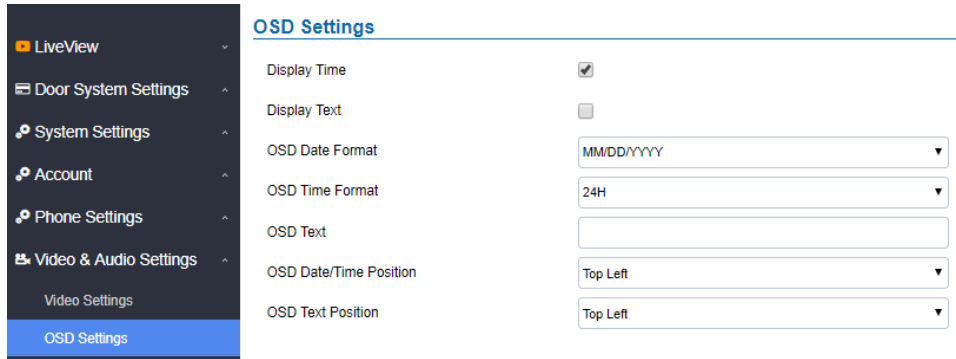 LiveView
Door System Settings
System Settings
Account
Phone Settings
Video & Audio Settings
Video Settings
OSD Settings
OSD Settings
Display Time
Display Text
OSD Date Format MM/DD/YYYY
OSD Time Format 24H
OSD Text
OSD Date/Time Position Top Left
OSD Text Position Top Left